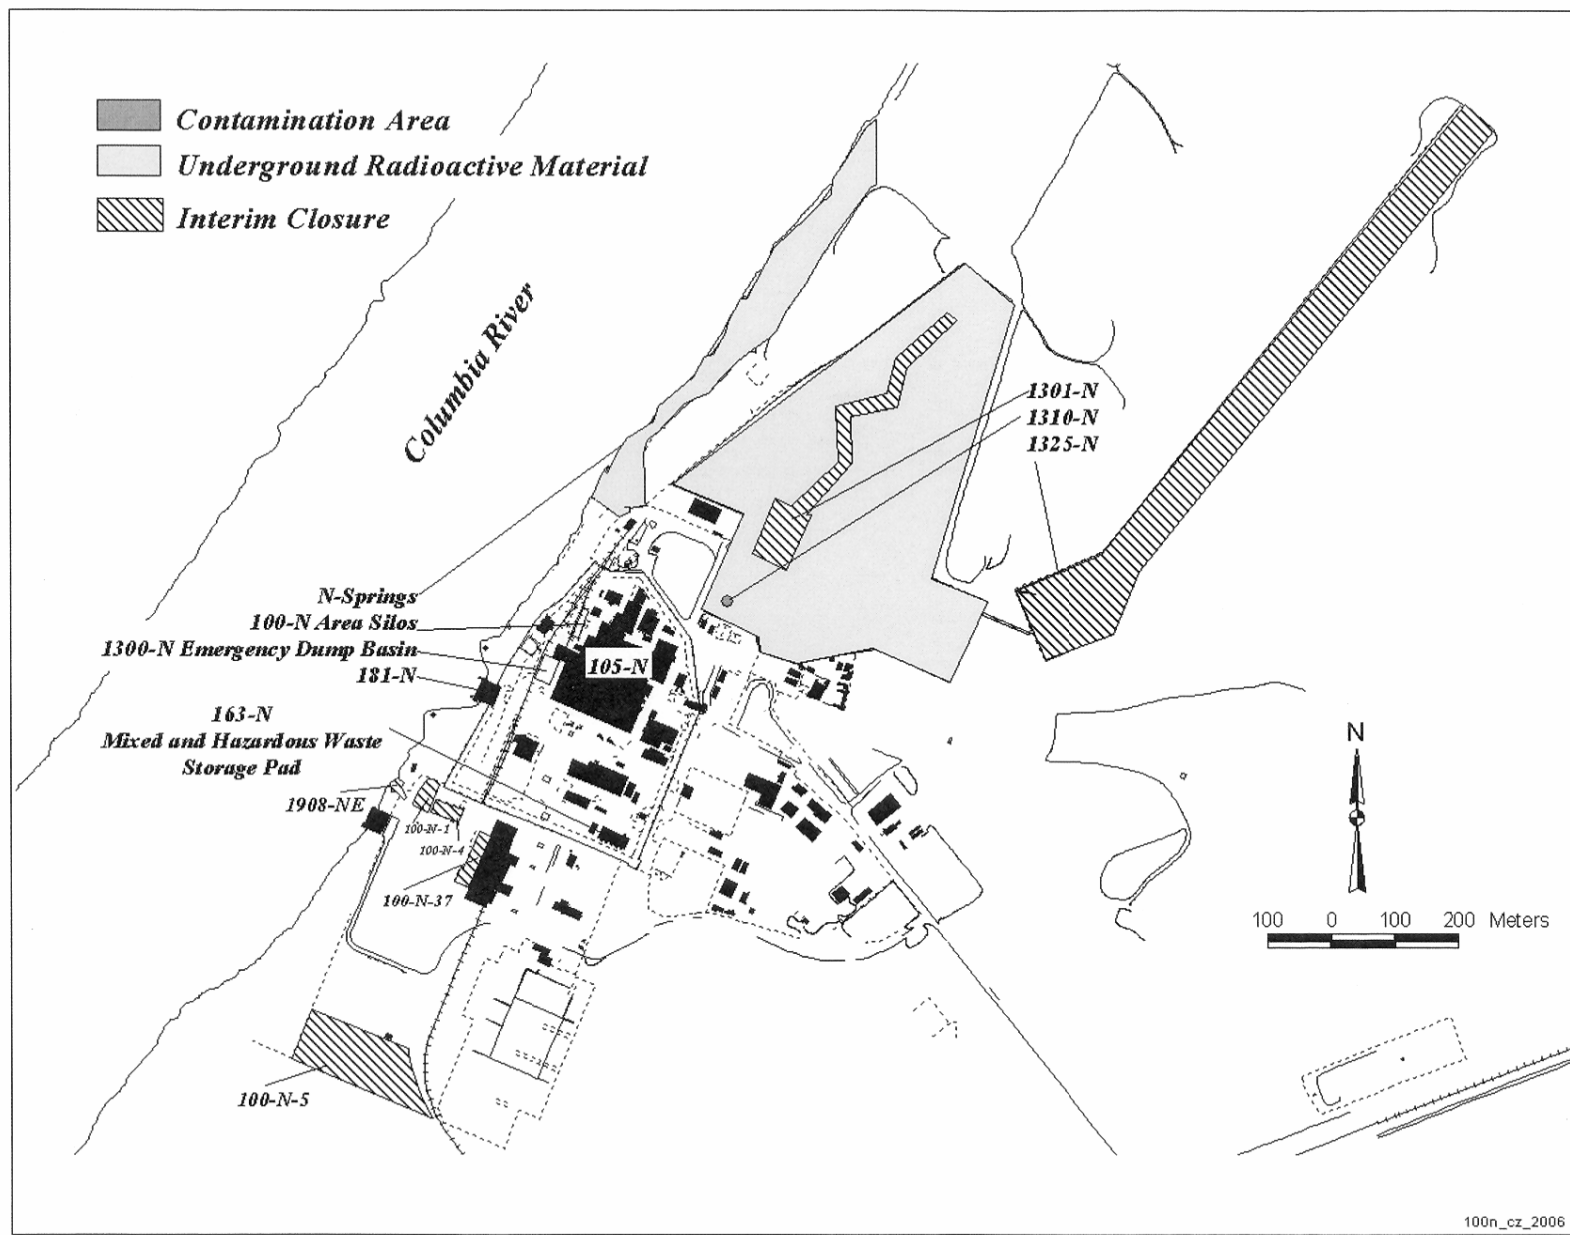 Contamination Area
Underground Radioactive Material
Interim Closure
Columbia River
1301-N
1310-N
1325-N
N-Springs
100-N Area Silos
1300-N Emergency Dump Basin
181-N
105-N
163-N
Mixed and Hazardous Waste
Storage Pad
1908-NE
100-N-1
100-N-4
100-N-37
100-N-5
N
100 0 100 200 Meters
100n_cz_2006